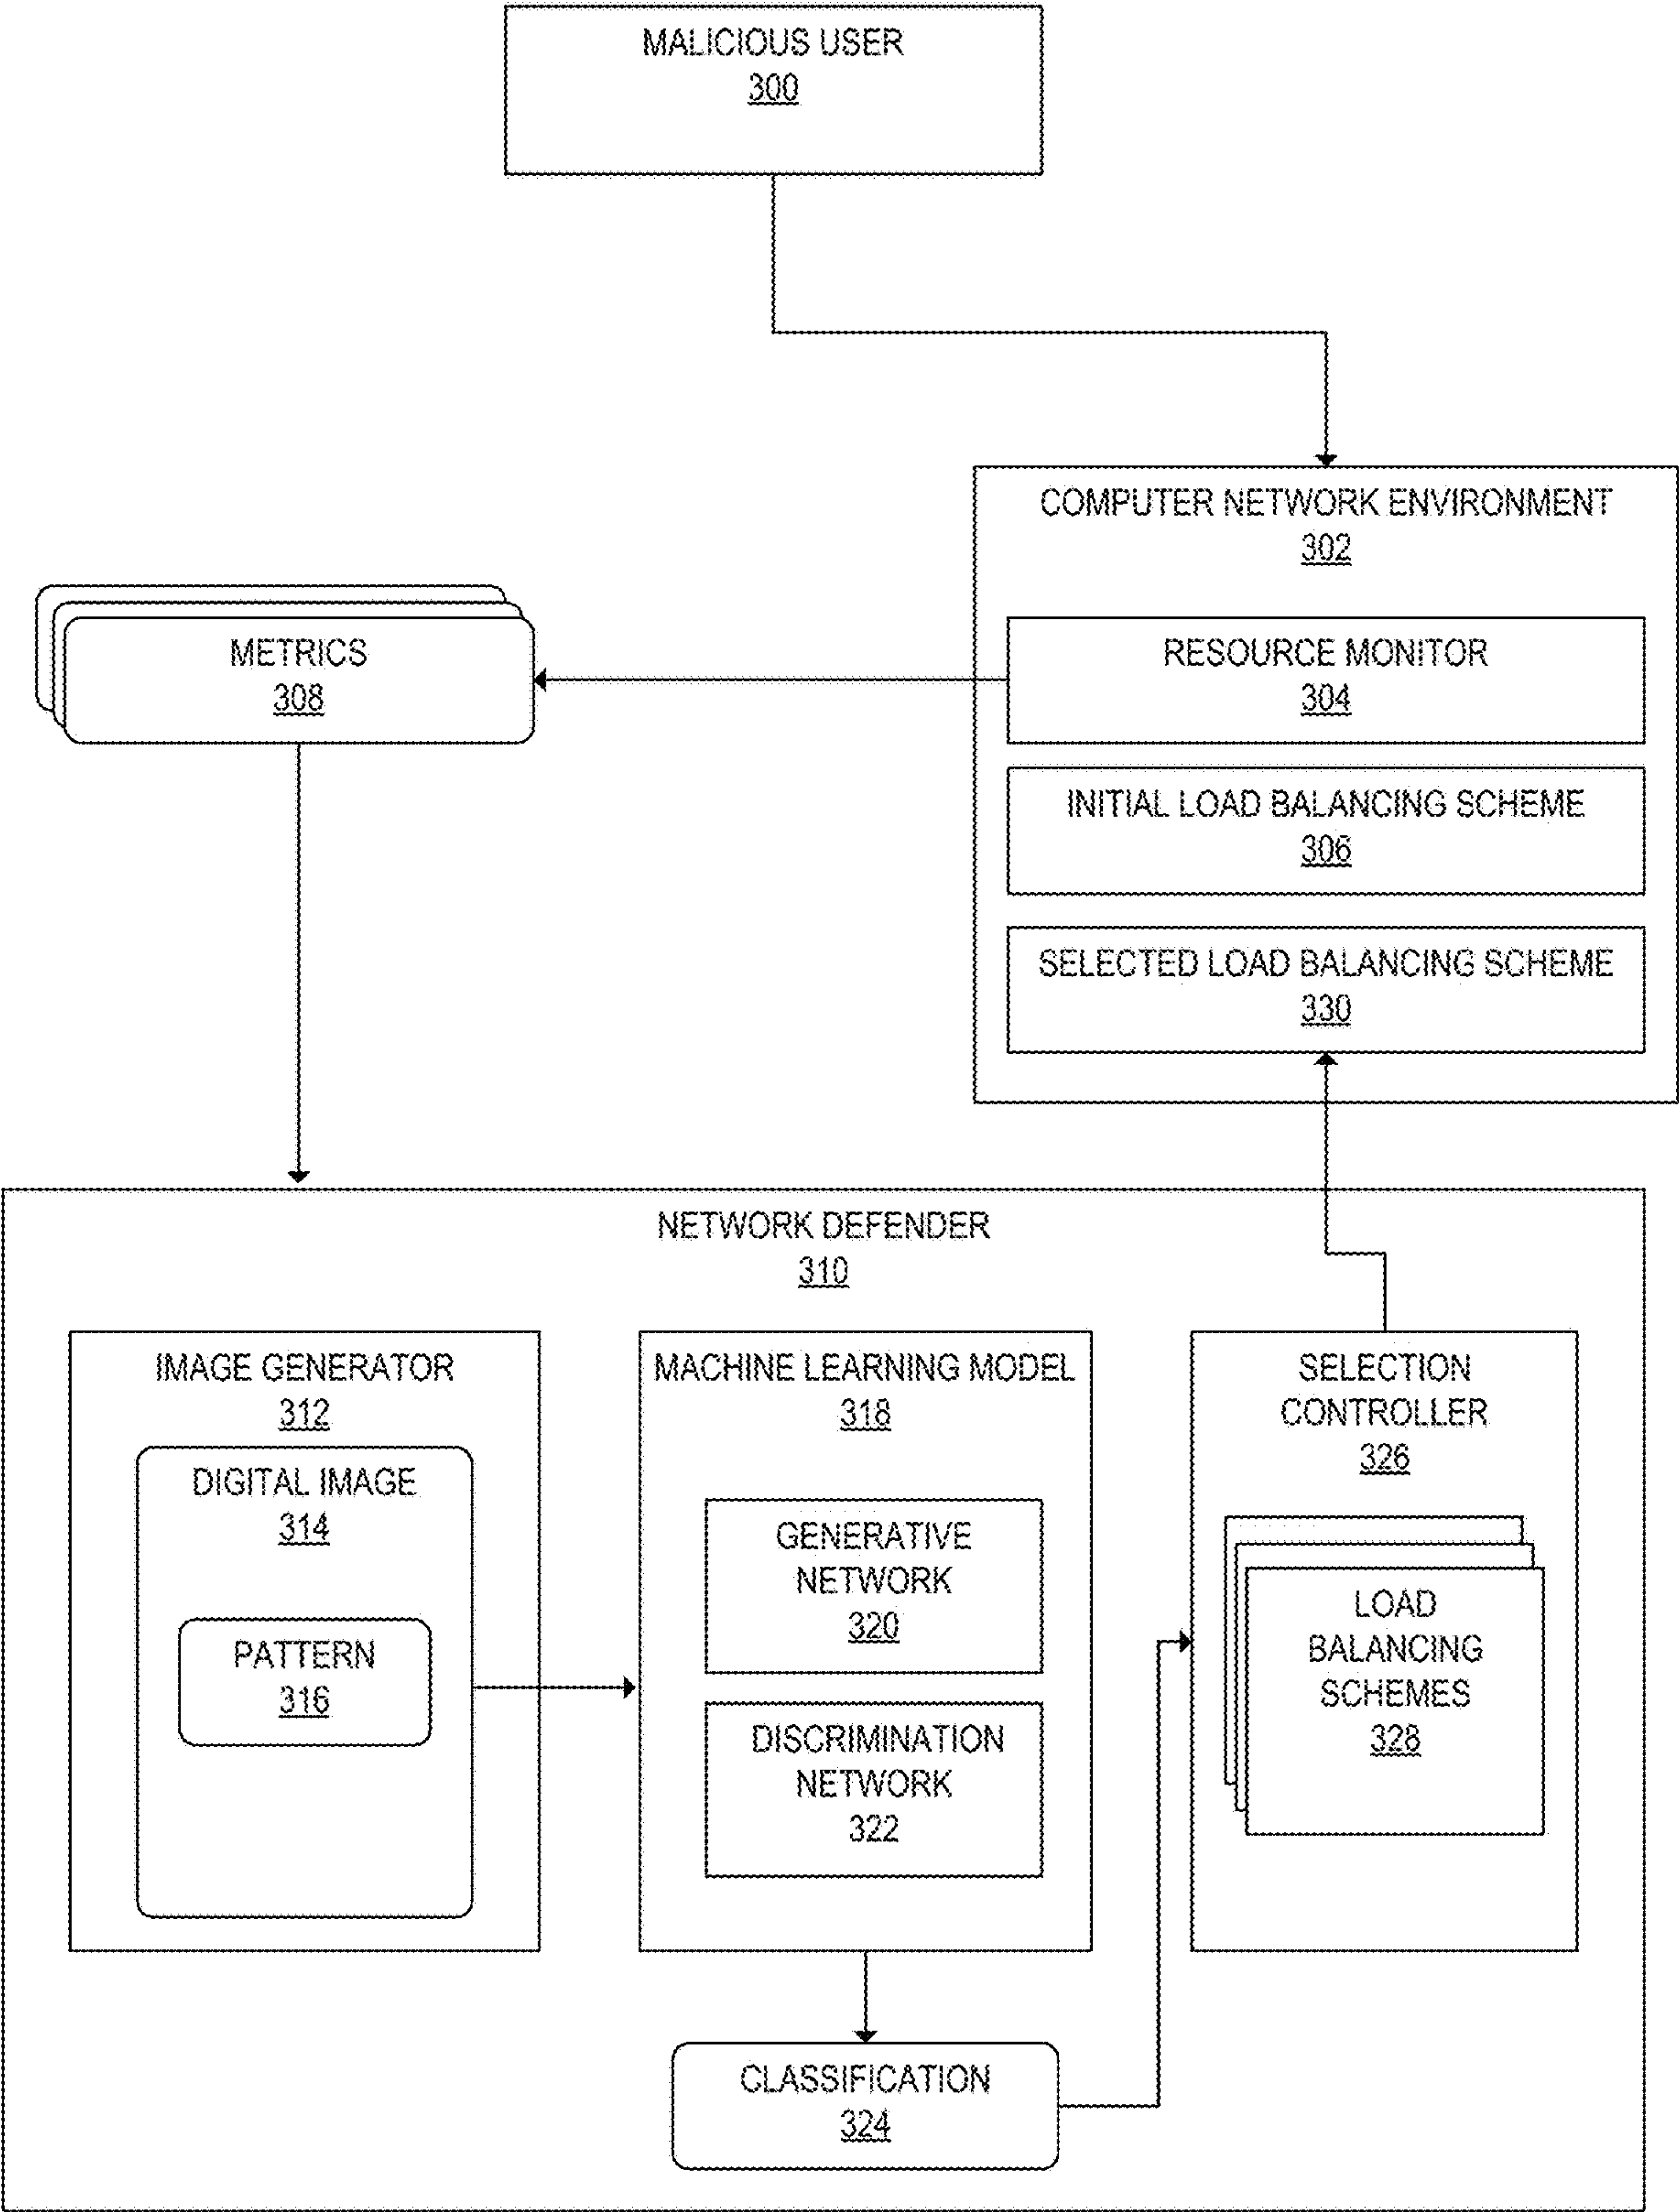 MALICIOUS USER
300
COMPUTER NETWORK ENVIRONMENT
302
METRICS
308
RESOURCE MONITOR
304
INITIAL LOAD BALANCING SCHEME
306
SELECTED LOAD BALANCING SCHEME
330
NETWORK DEFENDER
310
IMAGE GENERATOR
312
DIGITAL IMAGE
314
PATTERN
316
MACHINE LEARNING MODEL
318
GENERATIVE
NETWORK
320
DISCRIMINATION
NETWORK
322
CLASSIFICATION
324
SELECTION
CONTROLLER
326
LOAD
BALANCING
SCHEMES
328